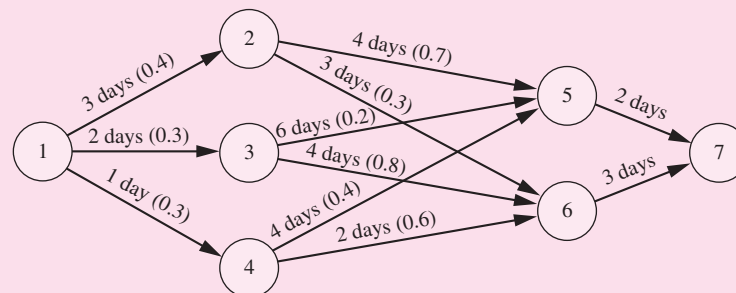 2
4 days (0.7)
3 days (0.4)
3 days (0.3)
5
2 days
6 days (0.2)
1
2 days (0.3)
3
7
4 days (0.8)
1 day (0.3)
3 days
4 days (0.4)
6
2 days (0.6)
4